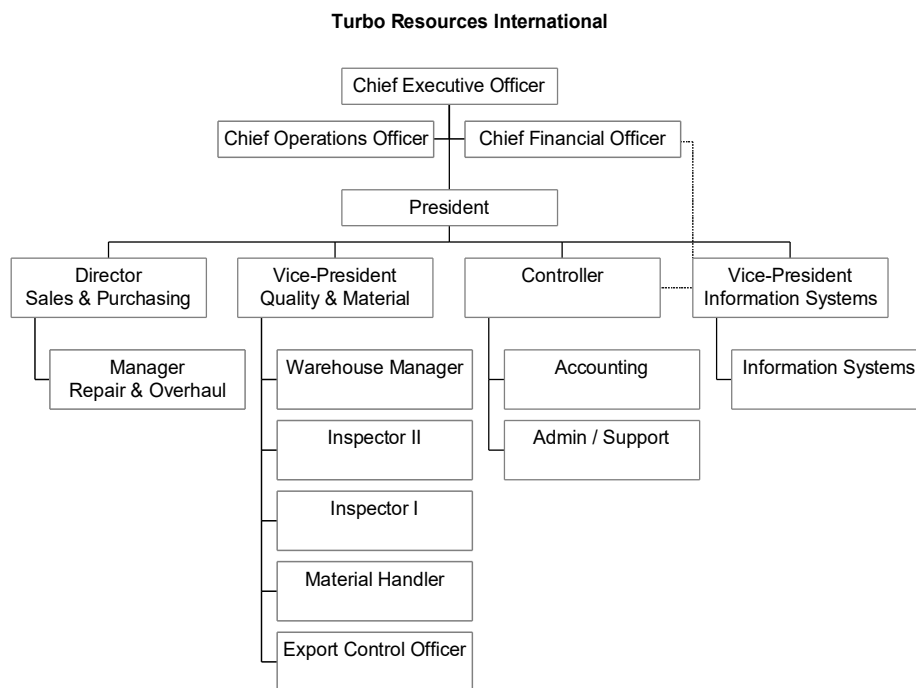 Turbo Resources International
Chief Executive Officer
Chief Operations Officer
Chief Financial Officer
President
Director
Sales & Purchasing
Vice-President
Quality & Material
Controller
Vice-President
Information Systems
Manager
Repair & Overhaul
Warehouse Manager
Accounting
Information Systems
Inspector II
Admin / Support
Inspector I
Material Handler
Export Control Officer